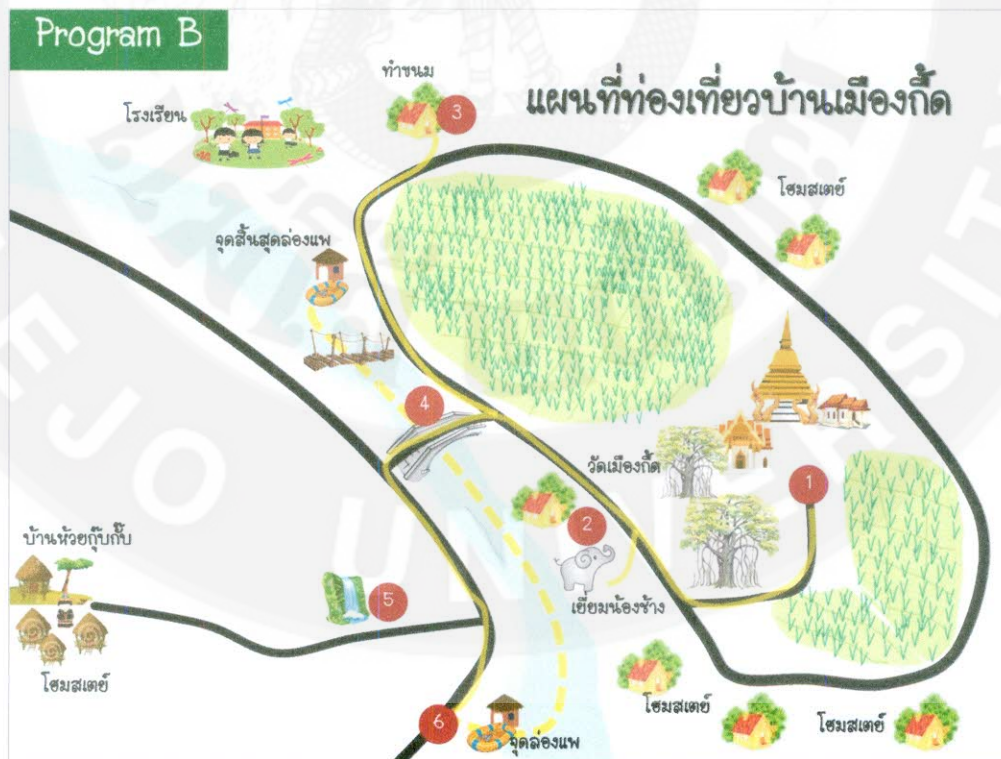 Program B
แผนที่ท่องเที่ยวบ้านเมืองกื้ด
ทำขนม
3
โรงเรียน
โฮมสเตย์
จุดสิ้นสุดล่องแพ
4
วัดเมืองกื้ด
1
2
เยี่ยมน้องช้าง
บ้านห้วยกุ๊บกั๊บ
5
โฮมสเตย์
โฮมสเตย์
โฮมสเตย์
6
จุดล่องแพ
EJO UNIVERSIT